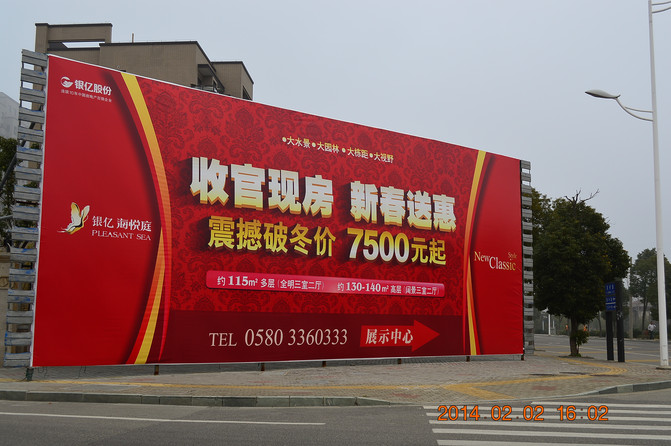 银亿股份
•大水景•大园林•大栋距•大视野
收官现房 新春送惠
震撼破冬价 7500元起
银亿 海悦庭
PLEASANT SEA
New Classic Style
约115m² 多层 | 全明三室二厅
约130-140m² 高层 | 阔景三室二厅
TEL 0580 3360333
展示中心
2014 02 02 16:02